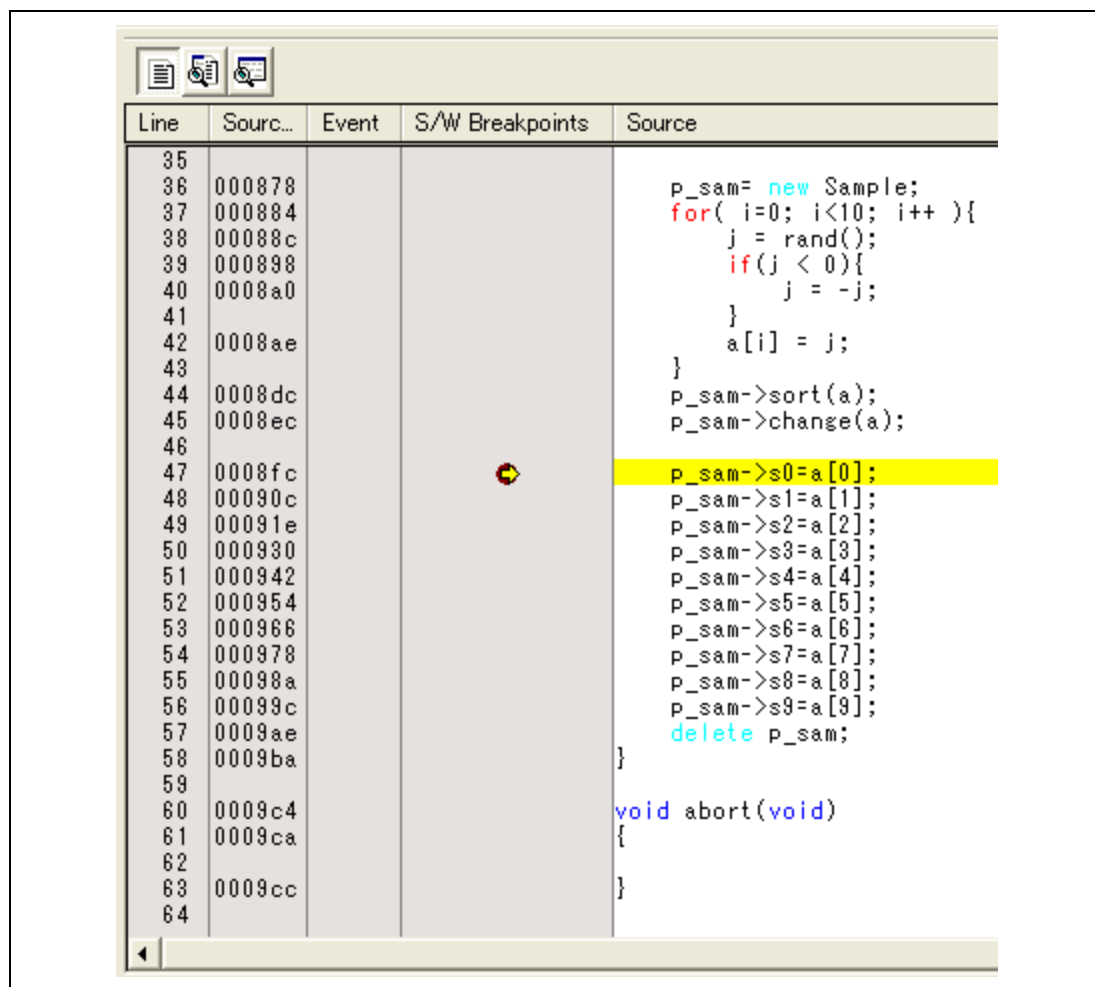 Line Sourc... Event S/W Breakpoints Source
35
36 000878 p_sam= new Sample;
37 000884 for( i=0; i<10; i++ ){
38 00088c j = rand();
39 000898 if(j < 0){
40 0008a0 j = -j;
41 }
42 0008ae a[i] = j;
43 }
44 0008dc p_sam->sort(a);
45 0008ec p_sam->change(a);
46
47 0008fc p_sam->s0=a[0];
48 00090c p_sam->s1=a[1];
49 00091e p_sam->s2=a[2];
50 000930 p_sam->s3=a[3];
51 000942 p_sam->s4=a[4];
52 000954 p_sam->s5=a[5];
53 000966 p_sam->s6=a[6];
54 000978 p_sam->s7=a[7];
55 00098a p_sam->s8=a[8];
56 00099c p_sam->s9=a[9];
57 0009ae delete p_sam;
58 0009ba }
59
60 0009c4 void abort(void)
61 0009ca {
62
63 0009cc }
64